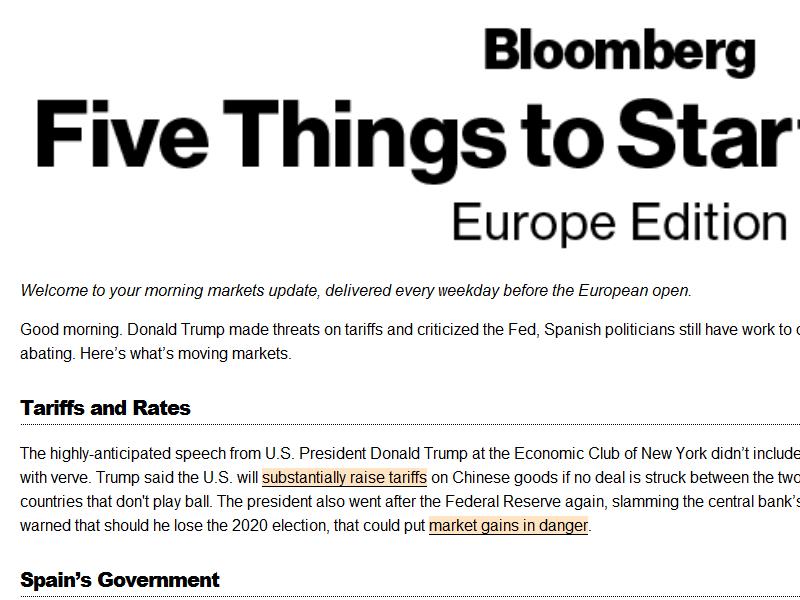 Bloomberg
Five Things to Start
Europe Edition
Welcome to your morning markets update, delivered every weekday before the European open.
Good morning. Donald Trump made threats on tariffs and criticized the Fed, Spanish politicians still have work to
abating. Here’s what’s moving markets.
Tariffs and Rates
The highly-anticipated speech from U.S. President Donald Trump at the Economic Club of New York didn’t include
with verve. Trump said the U.S. will substantially raise tariffs on Chinese goods if no deal is struck between the two
countries that don't play ball. The president also went after the Federal Reserve again, slamming the central bank’s
warned that should he lose the 2020 election, that could put market gains in danger.
Spain’s Government